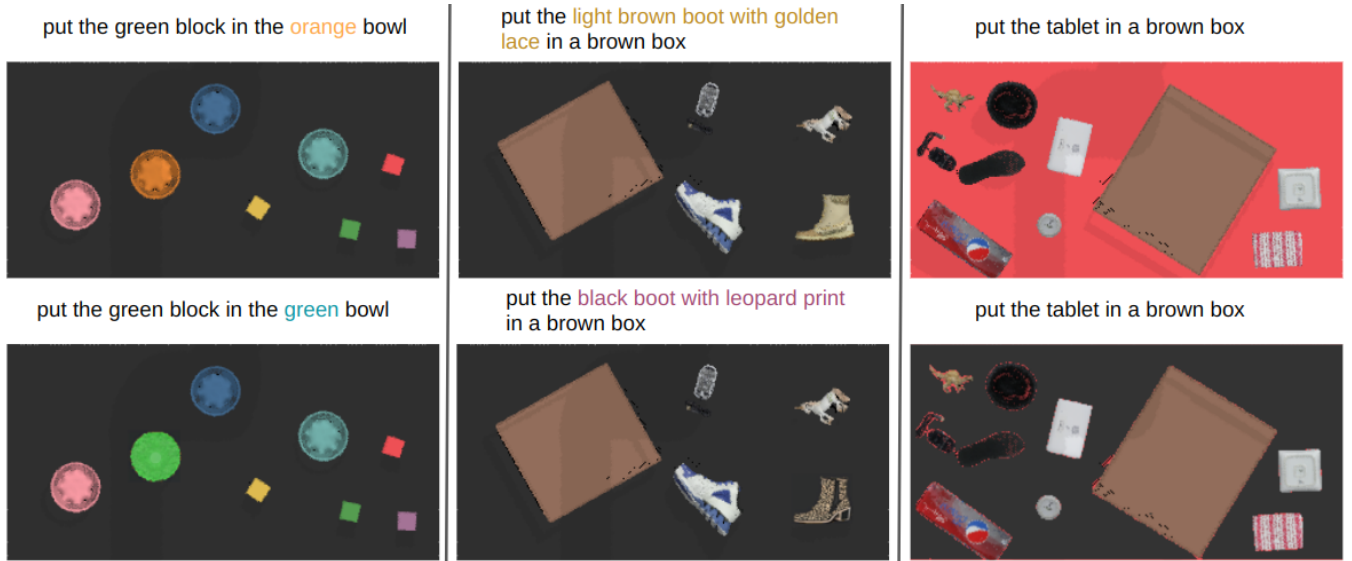 put the green block in the orange bowl
put the light brown boot with golden
lace in a brown box
put the tablet in a brown box
put the green block in the green bowl
put the black boot with leopard print
in a brown box
put the tablet in a brown box